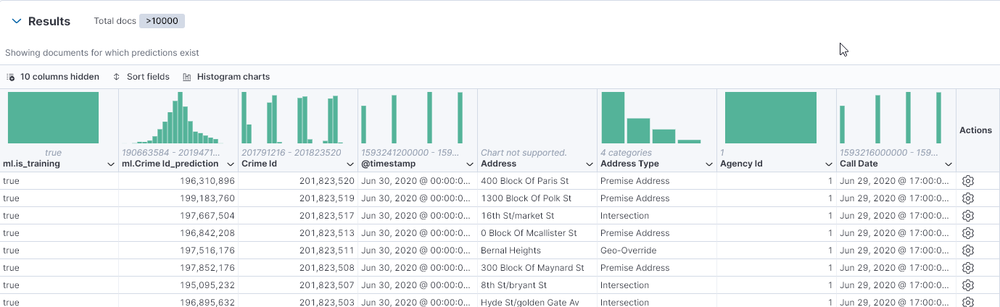 Results Total docs >10000
Showing documents for which predictions exist
10 columns hidden Sort fields Histogram charts
true 190663584 - 2019471... 201791216 - 201823520 1593241200000 - 159... Chart not supported. 4 categories 1 1593216000000 - 159... Actions
ml.is_training ml.Crime Id_prediction Crime Id @timestamp Address Address Type Agency Id Call Date
true 196,310,896 201,823,520 Jun 30, 2020 @ 00:00:0... 400 Block Of Paris St Premise Address 1 Jun 29, 2020 @ 17:00:0...
true 199,183,760 201,823,519 Jun 30, 2020 @ 00:00:0... 1300 Block Of Polk St Premise Address 1 Jun 29, 2020 @ 17:00:0...
true 197,667,504 201,823,517 Jun 30, 2020 @ 00:00:0... 16th St/market St Intersection 1 Jun 29, 2020 @ 17:00:0...
true 196,842,208 201,823,513 Jun 30, 2020 @ 00:00:0... 0 Block Of Mcallister St Premise Address 1 Jun 29, 2020 @ 17:00:0...
true 197,516,176 201,823,511 Jun 30, 2020 @ 00:00:0... Bernal Heights Geo-Override 1 Jun 29, 2020 @ 17:00:0...
true 197,852,176 201,823,508 Jun 30, 2020 @ 00:00:0... 300 Block Of Maynard St Premise Address 1 Jun 29, 2020 @ 17:00:0...
true 195,095,232 201,823,507 Jun 30, 2020 @ 00:00:0... 8th St/bryant St Intersection 1 Jun 29, 2020 @ 17:00:0...
true 196,895,632 201,823,503 Jun 30, 2020 @ 00:00:0... Hyde St/golden Gate Av Intersection 1 Jun 29, 2020 @ 17:00:0...